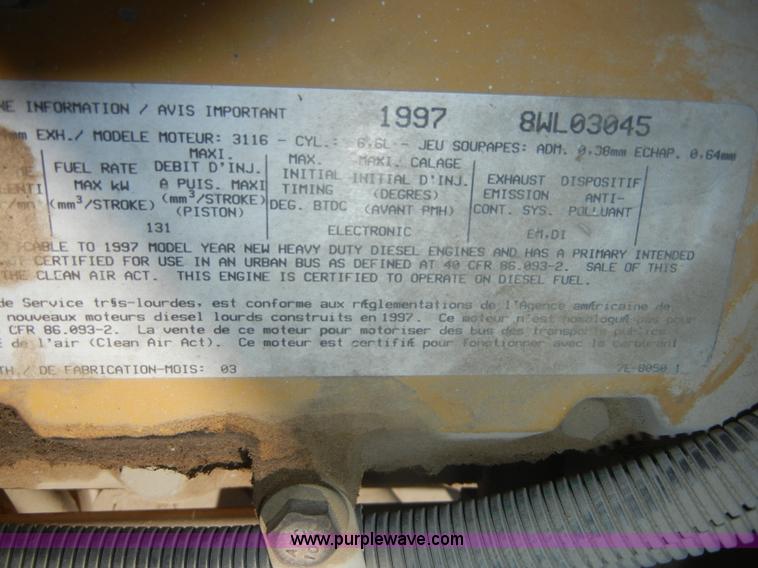 NE INFORMATION / AVIS IMPORTANT 1997 8WL03045
mm EXH./ MODELE MOTEUR: 3116 - CYL.: 6.6L - JEU SOUPAPES: ADM. 0.38mm ECHAP. 0.64mm
MAXI.
FUEL RATE DEBIT D'INJ.
MAX KW A PUIS. MAXI
(mm³/STROKE) (mm³/STROKE)
(PISTON)
MAX. MAXI. CALAGE
INITIAL INITIAL D'INJ.
TIMING (DEGRES)
DEG. BTDC (AVANT PMH)
EXHAUST DISPOSITIF
EMISSION ANTI-
CONT. SYS. POLLUANT
ENTI
131 ELECTRONIC EM,DI
CABLE TO 1997 MODEL YEAR NEW HEAVY DUTY DIESEL ENGINES AND HAS A PRIMARY INTENDED
OT CERTIFIED FOR USE IN AN URBAN BUS AS DEFINED AT 40 CFR 86.093-2. SALE OF THIS
THE CLEAN AIR ACT. THIS ENGINE IS CERTIFIED TO OPERATE ON DIESEL FUEL.
de Service très-lourdes, est conforme aux réglementations de l'Agence américaine de
nouveaux moteurs diesel lourds construits en 1997. Ce moteur n'est homologué pas pour
CFR 86.093-2). La vente de ce moteur pour motoriser des bus des transports publics
de l'air (Clean Air Act). Ce moteur est certifié pour fonctionner avec le carburant
TH./ DE FABRICATION-MOIS: 03 7E-8050 1
www.purplewave.com